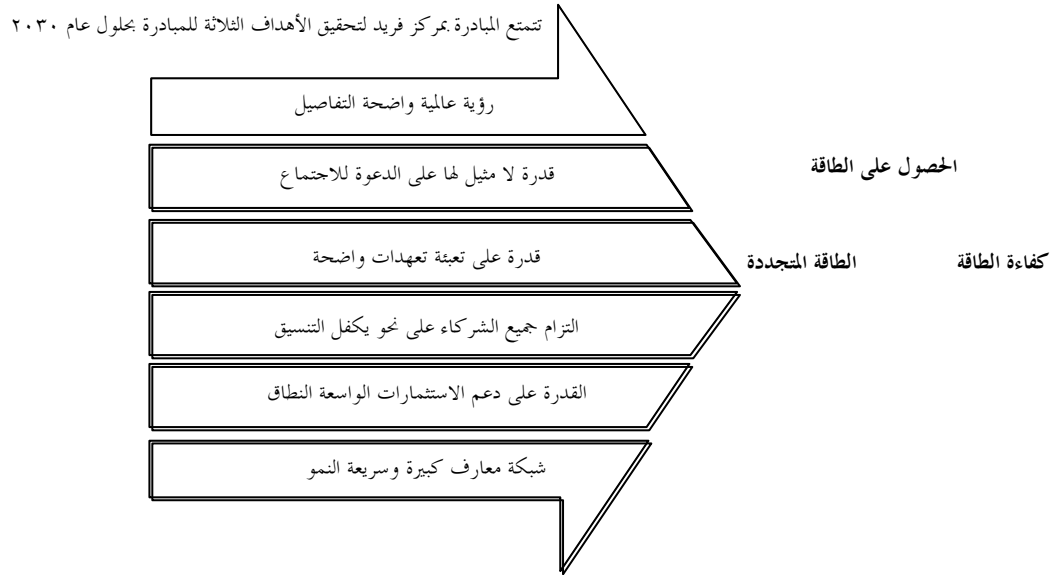 تتمتع المبادرة بمركز فريد لتحقيق الأهداف الثلاثة للمبادرة بحلول عام ٢٠٣٠
رؤية عالمية واضحة التفاصيل
قدرة لا مثيل لها على الدعوة للاجتماع
قدرة على تعبئة تعهدات واضحة
التزام جميع الشركاء على نحو يكفل التنسيق
القدرة على دعم الاستثمارات الواسعة النطاق
شبكة معارف كبيرة وسريعة النمو
الحصول على الطاقة
كفاءة الطاقة
الطاقة المتجددة